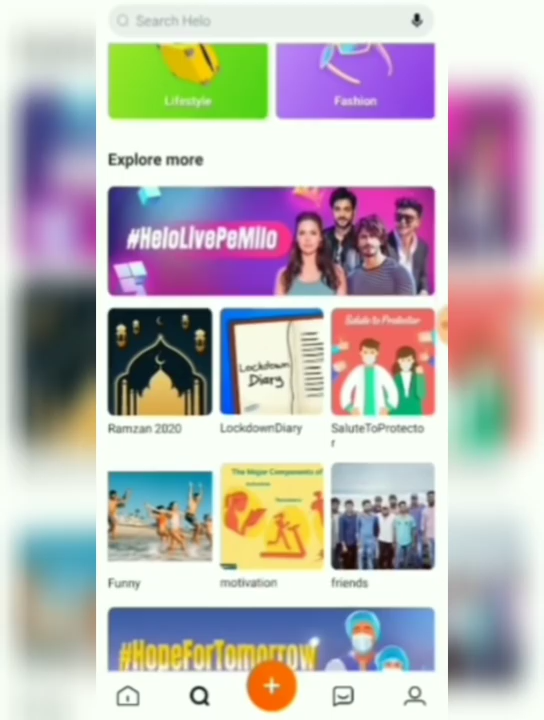 Search Helo
Lifestyle
Fashion
Explore more
#HeloLivePeMilo
Lockdown
Diary
Salute to Protector
Ramzan 2020
LockdownDiary
SaluteToProtecto
r
The Major Components of
Funny
motivation
friends
#HopeForTomorrow